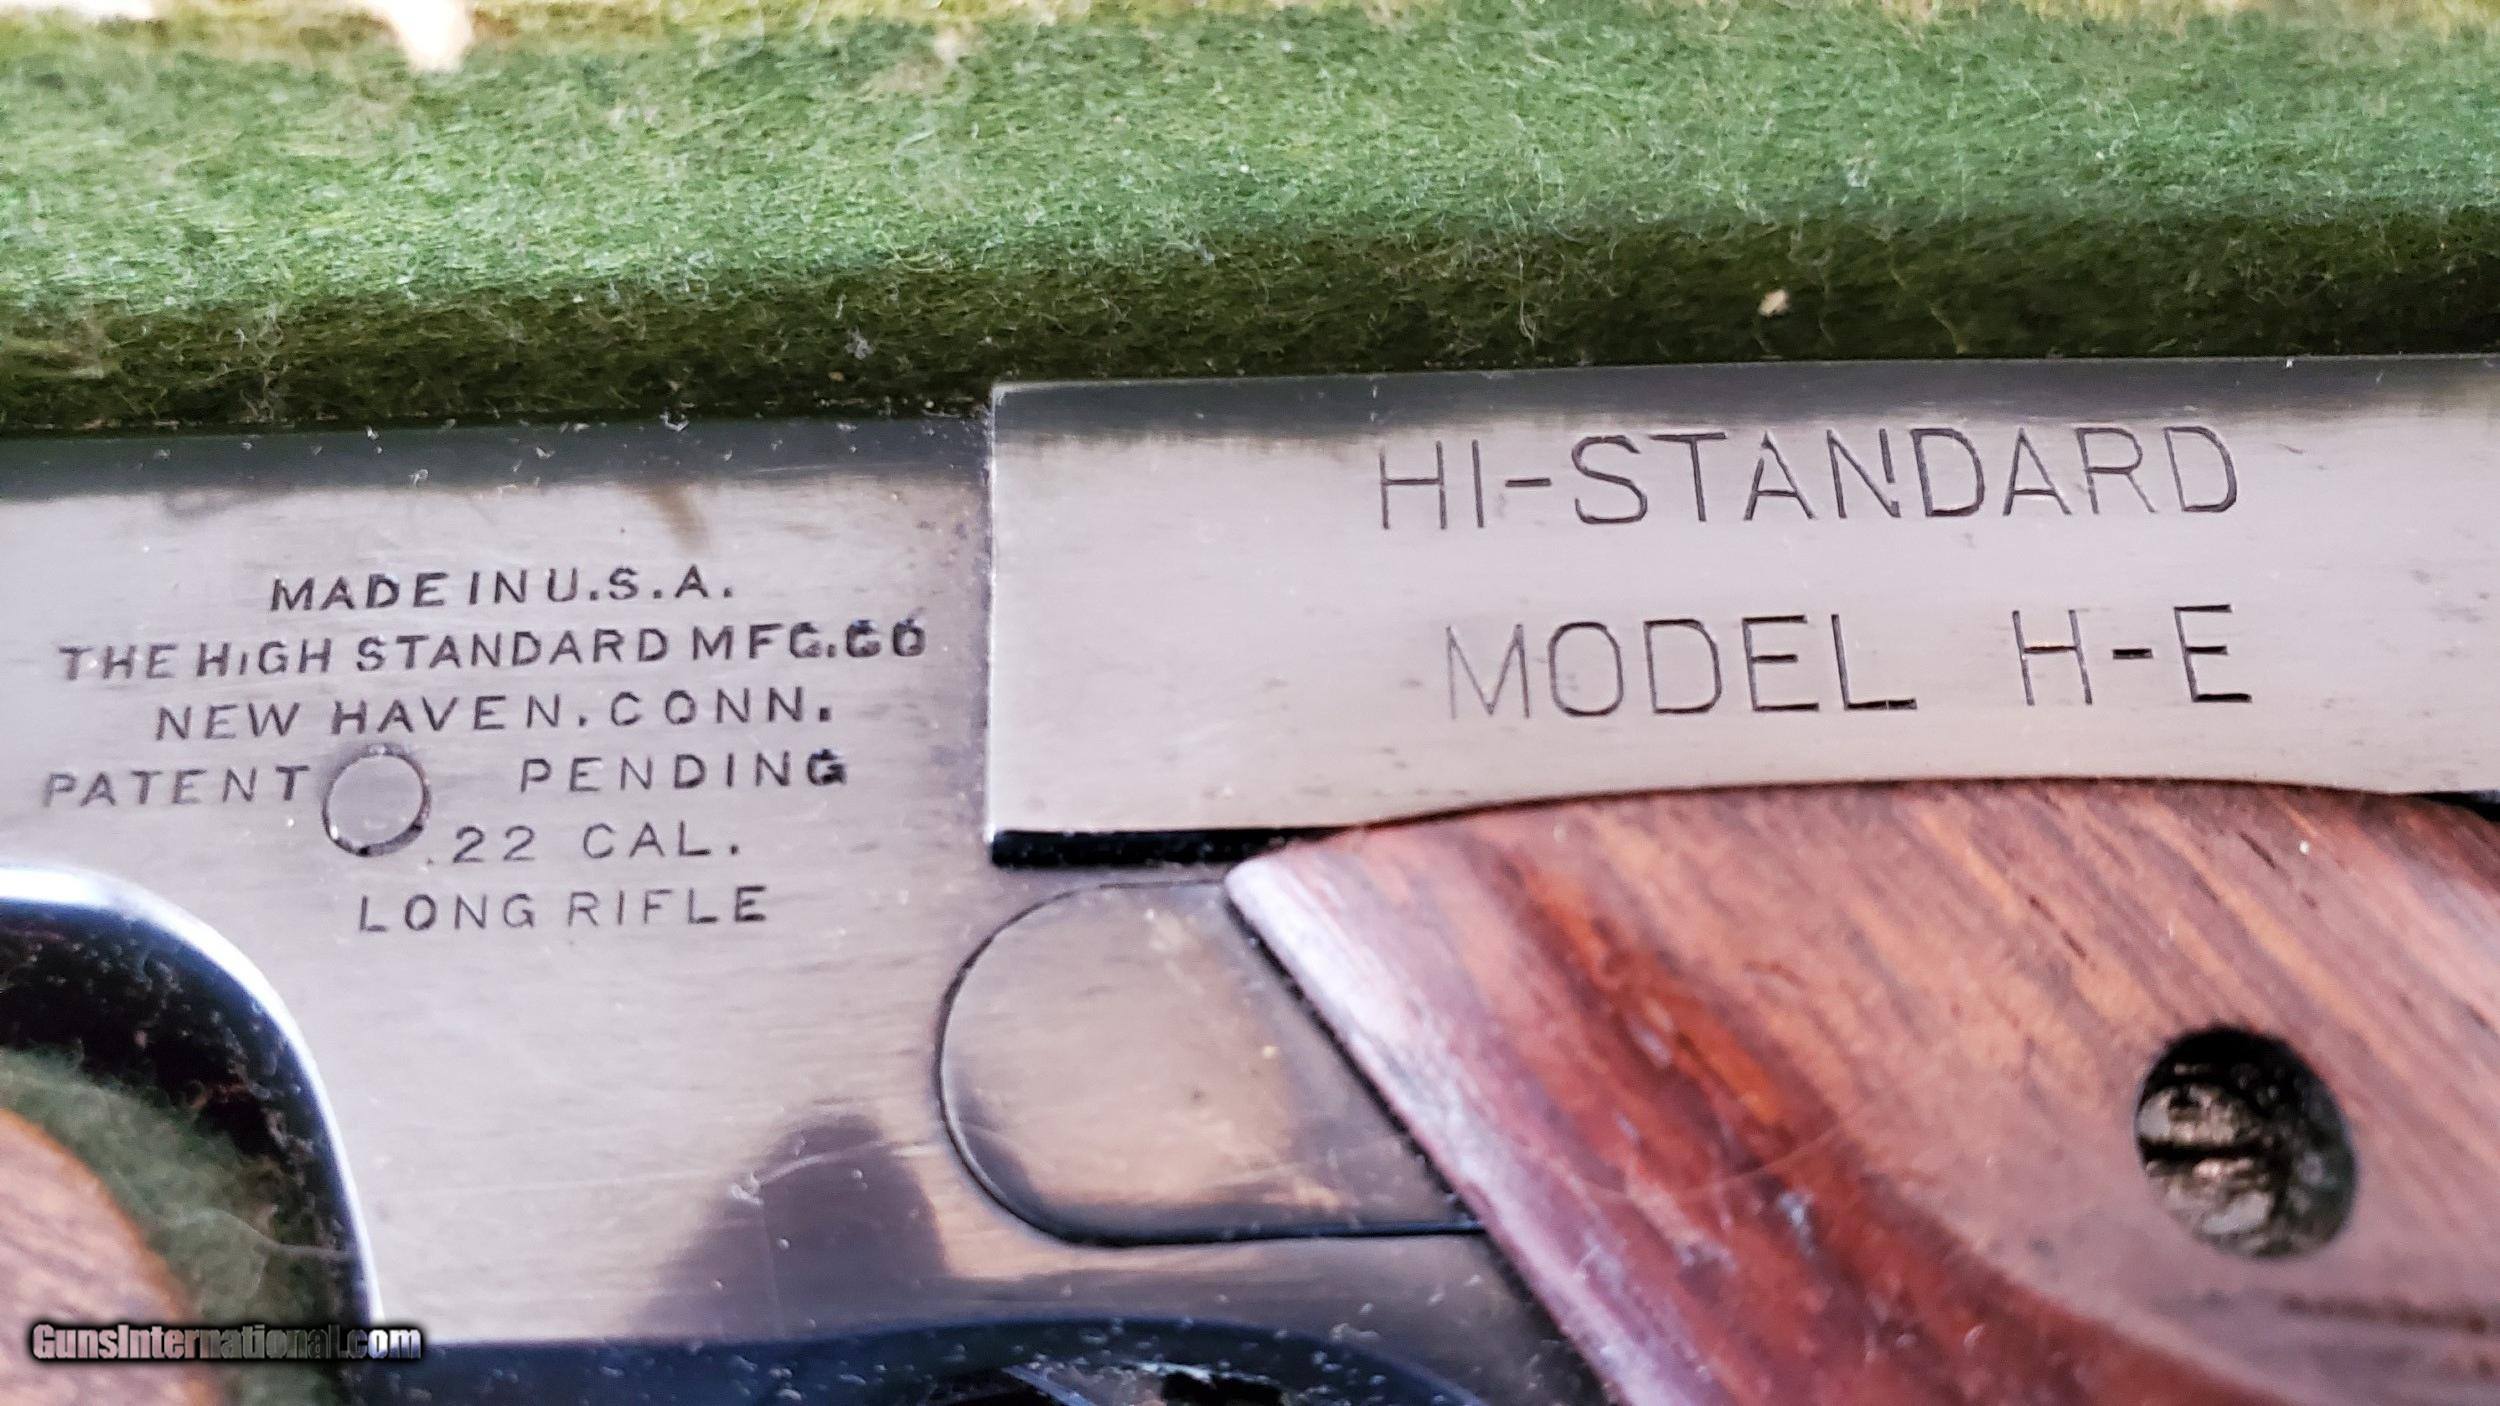 MADE IN U.S.A.
THE HIGH STANDARD MFG.CO
NEW HAVEN. CONN.
PATENT PENDING
.22 CAL.
LONG RIFLE
HI-STANDARD
MODEL H-E
GunsInternational.com